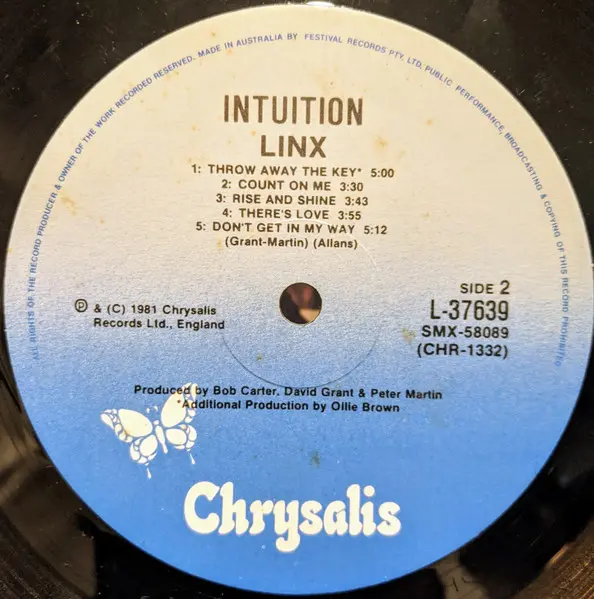 ALL RIGHTS OF THE RECORD PRODUCER & OWNER OF THE WORK RECORDED RESERVED. MADE IN AUSTRALIA BY FESTIVAL RECORDS PTY. LTD. PUBLIC PERFORMANCE, BROADCASTING & COPYING OF THIS RECORD PROHIBITED
INTUITION
LINX
1: THROW AWAY THE KEY* 5:00
2: COUNT ON ME 3:30
3: RISE AND SHINE 3:43
4: THERE'S LOVE 3:55
5: DON'T GET IN MY WAY 5:12
(Grant-Martin) (Allans)
℗ & (C) 1981 Chrysalis
Records Ltd., England
SIDE 2
L-37639
SMX-58089
(CHR-1332)
Produced by Bob Carter, David Grant & Peter Martin
*Additional Production by Ollie Brown
Chrysalis